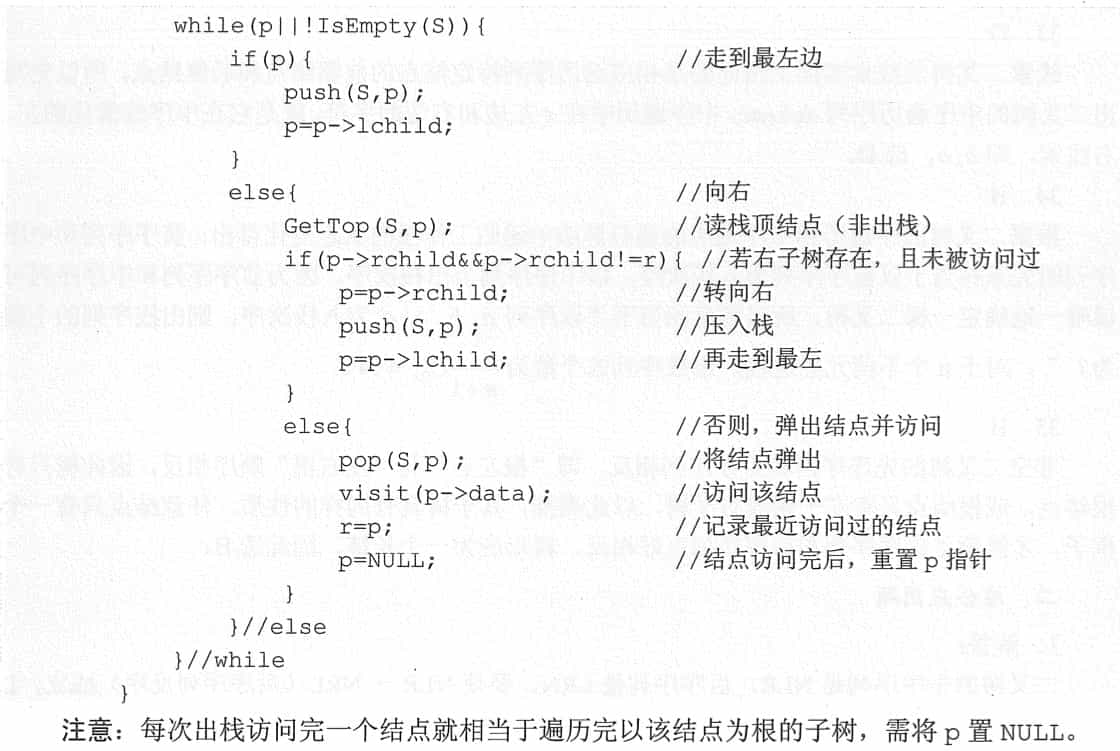 while(p||!IsEmpty(S)){
if(p){ //走到最左边
push(S,p);
p=p->lchild;
}
else{ //向右
GetTop(S,p); //读栈顶结点（非出栈）
if(p->rchild&&p->rchild!=r){ //若右子树存在，且未被访问过
p=p->rchild; //转向右
push(S,p); //压入栈
p=p->lchild; //再走到最左
}
else{ //否则，弹出结点并访问
pop(S,p); //将结点弹出
visit(p->data); //访问该结点
r=p; //记录最近访问过的结点
p=NULL; //结点访问完后，重置 p 指针
}
}//else
}//while
}
注意：每次出栈访问完一个结点就相当于遍历完以该结点为根的子树，需将 p 置 NULL。